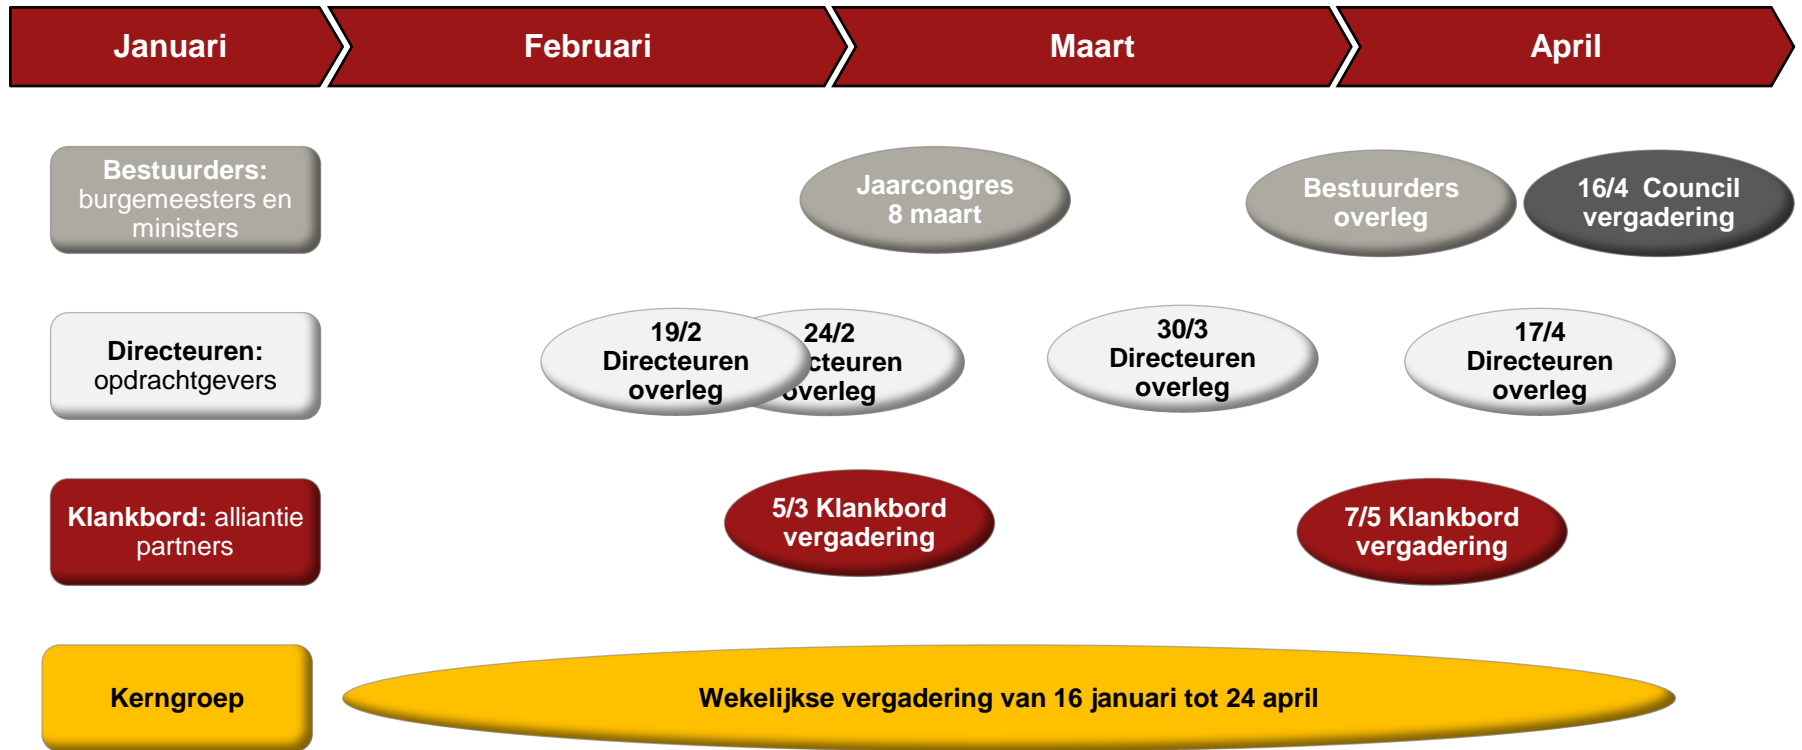 Januari
Februari
Maart
April
Bestuurders:
burgemeesters en
ministers
Jaarcongres
8 maart
Bestuurders
overleg
16/4 Council
vergadering
Directeuren:
opdrachtgevers
19/2
Directeuren
overleg
24/2
cteuren
overleg
30/3
Directeuren
overleg
17/4
Directeuren
overleg
Klankbord: alliantie
partners
5/3 Klankbord
vergadering
7/5 Klankbord
vergadering
Kerngroep
Wekelijkse vergadering van 16 januari tot 24 april